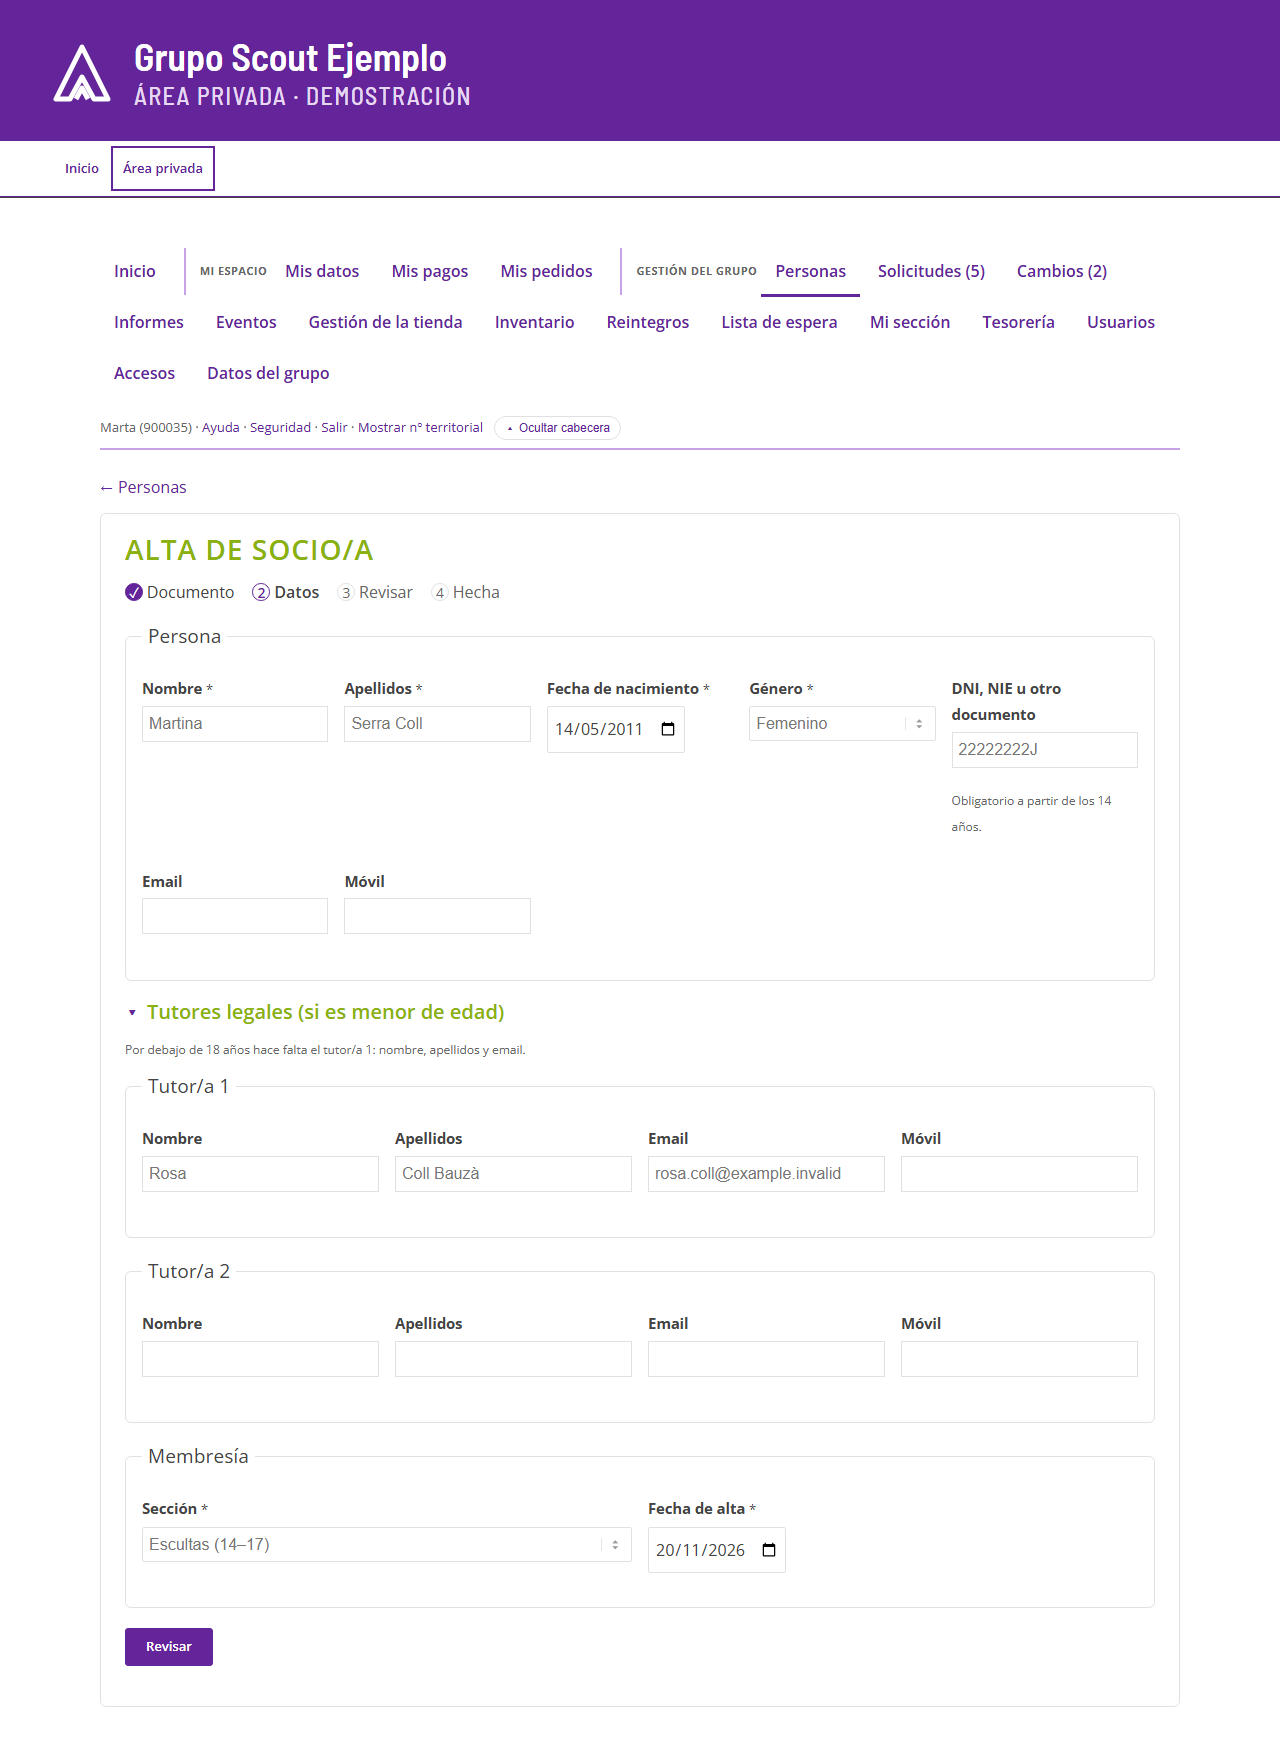 Grupo Scout Ejemplo
ÁREA PRIVADA · DEMOSTRACIÓN
Inicio Área privada
Inicio MI ESPACIO Mis datos Mis pagos Mis pedidos GESTIÓN DEL GRUPO Personas Solicitudes (5) Cambios (2)
Informes Eventos Gestión de la tienda Inventario Reintegros Lista de espera Mi sección Tesorería Usuarios
Accesos Datos del grupo
Marta (900035) · Ayuda · Seguridad · Salir · Mostrar nº territorial ▲ Ocultar cabecera
← Personas
ALTA DE SOCIO/A
✓ Documento 2 Datos 3 Revisar 4 Hecha
Persona
Nombre * Apellidos * Fecha de nacimiento * Género * DNI, NIE u otro
documento
Martina Serra Coll 14/05/2011 Femenino 22222222J
Obligatorio a partir de los 14
años.
Email Móvil
▼ Tutores legales (si es menor de edad)
Por debajo de 18 años hace falta el tutor/a 1: nombre, apellidos y email.
Tutor/a 1
Nombre Apellidos Email Móvil
Rosa Coll Bauzà rosa.coll@example.invalid
Tutor/a 2
Nombre Apellidos Email Móvil
Membresía
Sección * Fecha de alta *
Escultas (14–17) 20/11/2026
Revisar